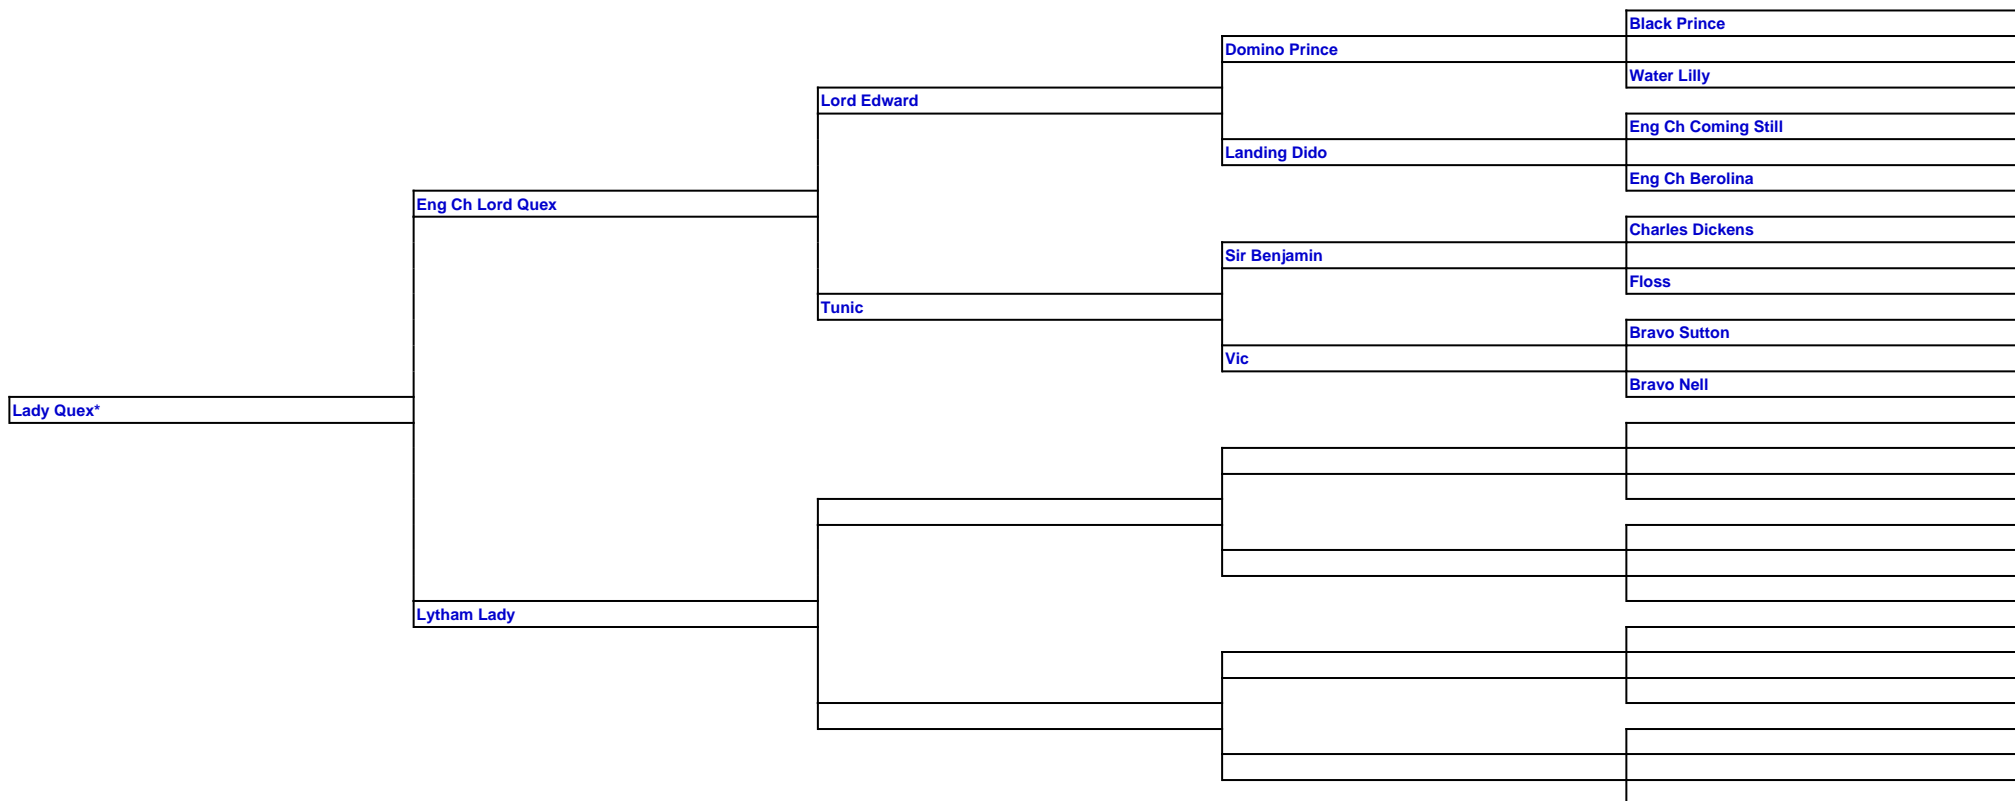 Black Prince
Domino Prince
Water Lilly
Lord Edward
Eng Ch Coming Still
Landing Dido
Eng Ch Berolina
Eng Ch Lord Quex
Charles Dickens
Sir Benjamin
Floss
Tunic
Bravo Sutton
Vic
Bravo Nell
Lady Quex*
Lytham Lady